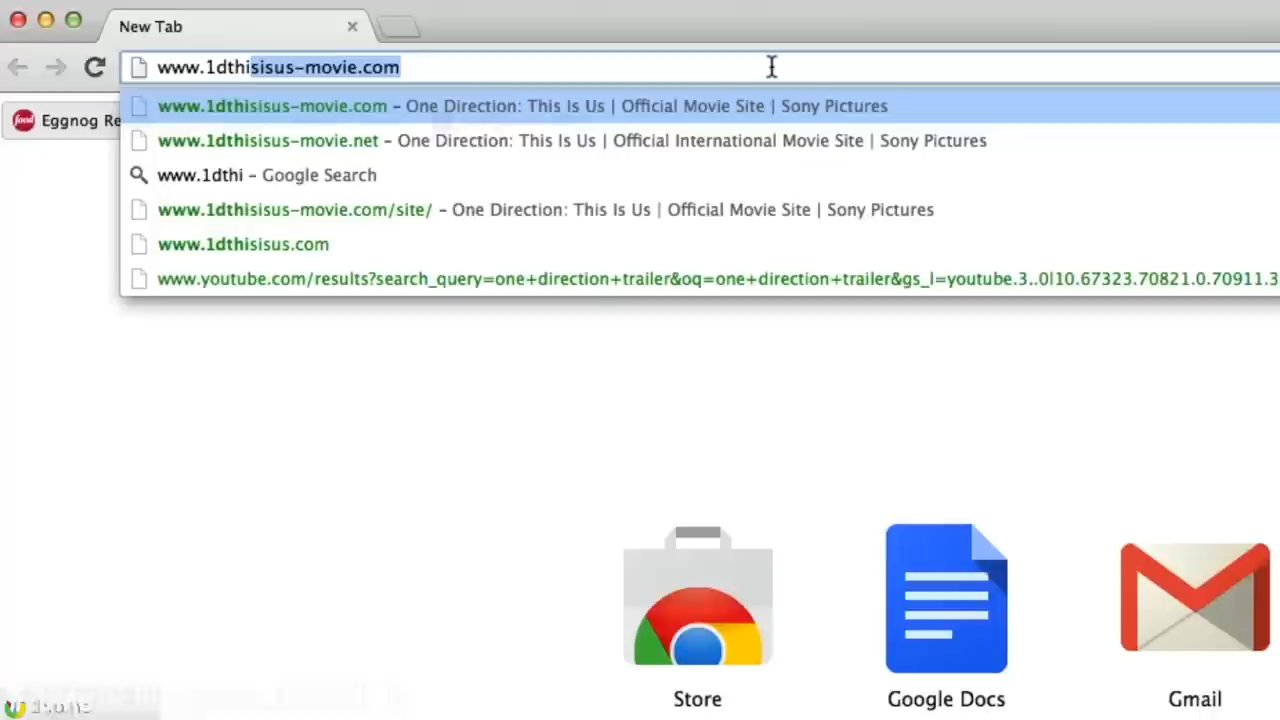 New Tab
www.1dthisisus-movie.com
www.1dthisisus-movie.com – One Direction: This Is Us | Official Movie Site | Sony Pictures
food Eggnog Re
www.1dthisisus-movie.net – One Direction: This Is Us | Official International Movie Site | Sony Pictures
www.1dthi – Google Search
www.1dthisisus-movie.com/site/ – One Direction: This Is Us | Official Movie Site | Sony Pictures
www.1dthisisus.com
www.youtube.com/results?search_query=one+direction+trailer&oq=one+direction+trailer&gs_l=youtube.3..0l10.67323.70821.0.70911.3
Store
Google Docs
Gmail